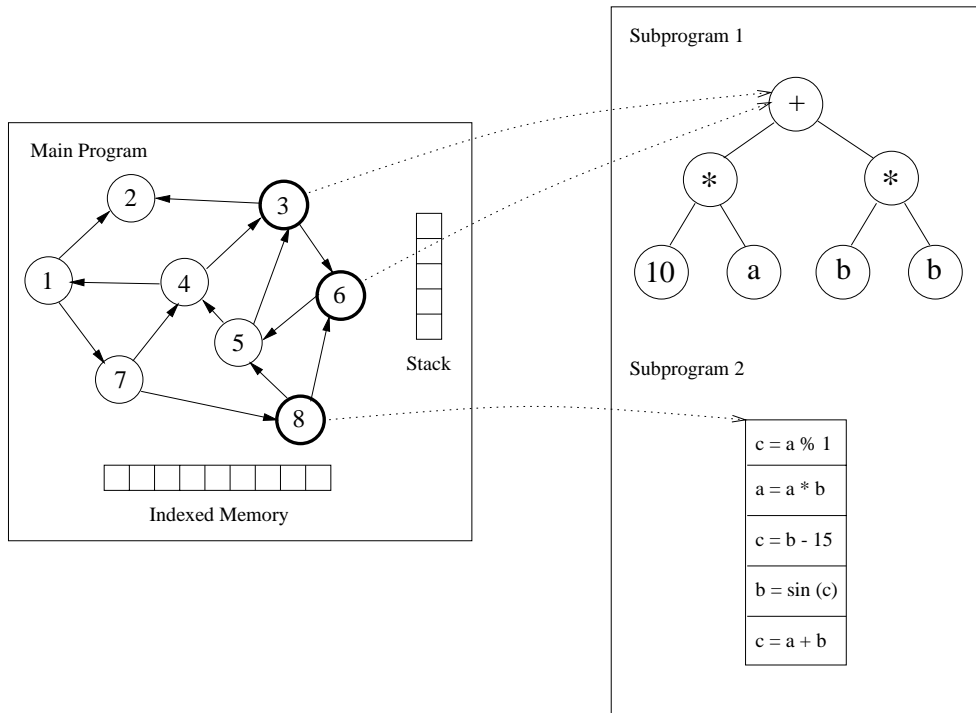 Main Program
2
3
1
4
6
5
7
8
Stack
Indexed Memory
Subprogram 1
+
*
*
10
a
b
b
Subprogram 2
c = a % 1
a = a * b
c = b - 15
b = sin (c)
c = a + b